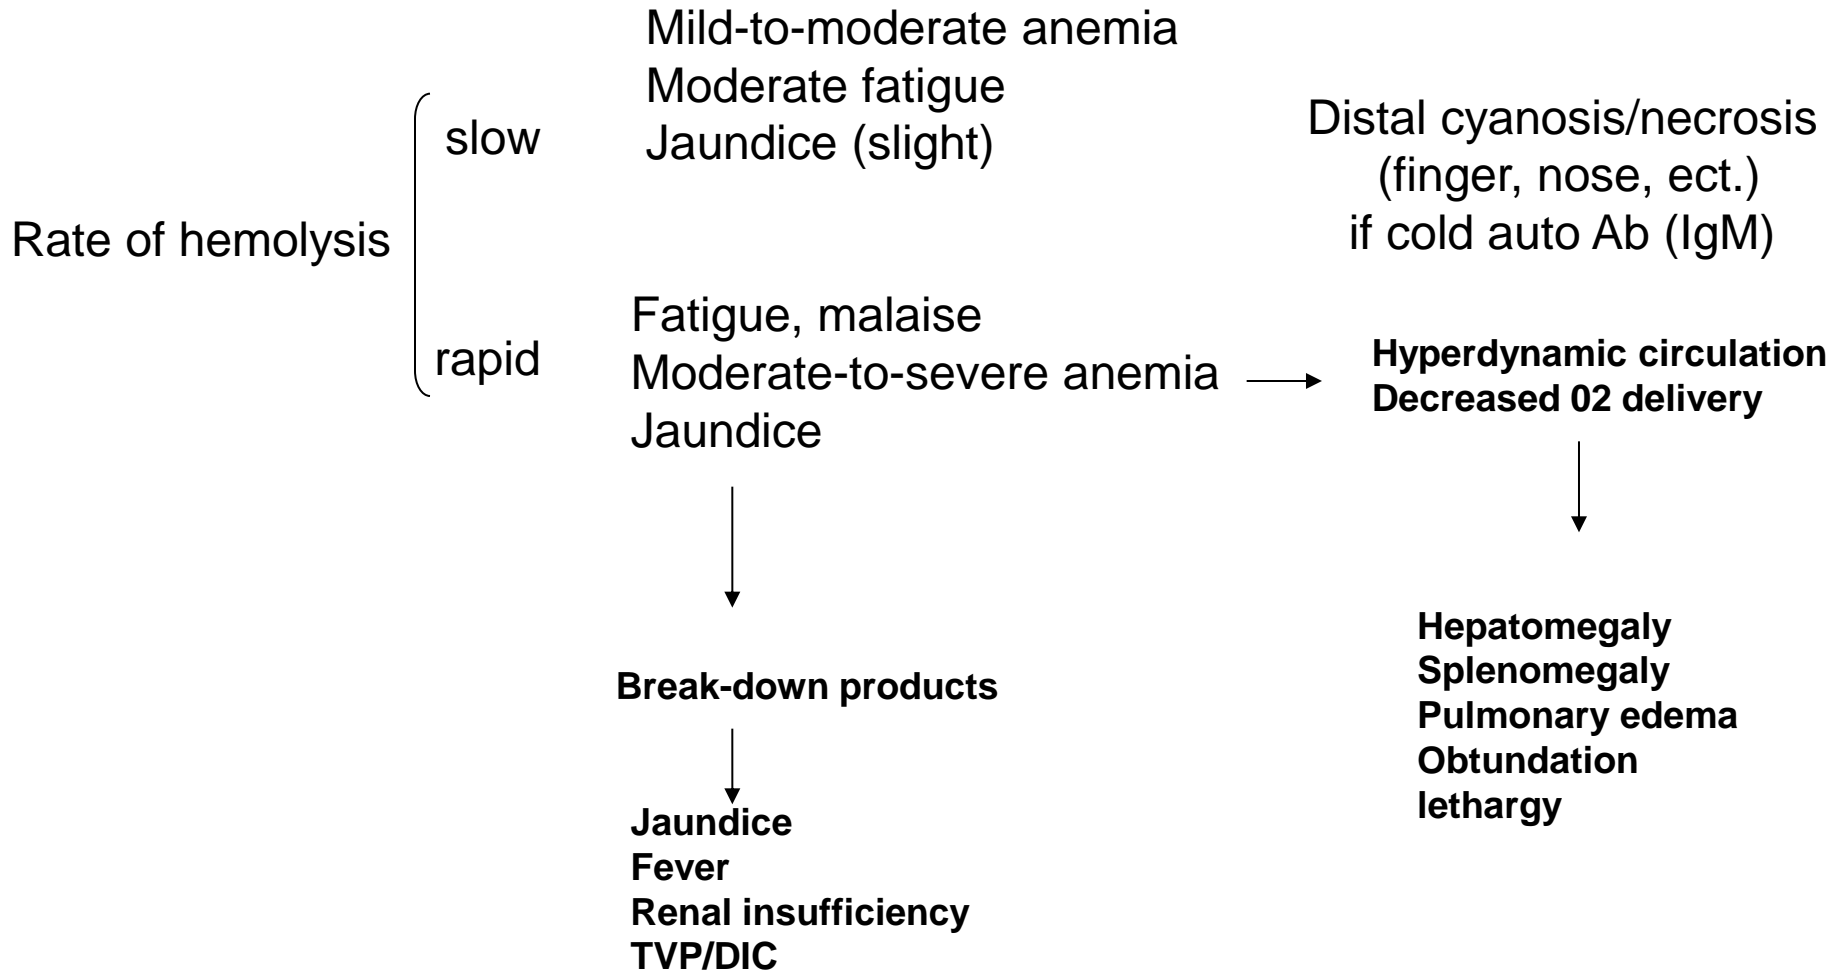 Mild-to-moderate anemia
Moderate fatigue
Jaundice (slight)
slow
Distal cyanosis/necrosis
(finger, nose, ect.)
if cold auto Ab (IgM)
Rate of hemolysis
rapid
Fatigue, malaise
Moderate-to-severe anemia
Jaundice
Hyperdynamic circulation
Decreased 02 delivery
Break-down products
Jaundice
Fever
Renal insufficiency
TVP/DIC
Hepatomegaly
Splenomegaly
Pulmonary edema
Obtundation
lethargy